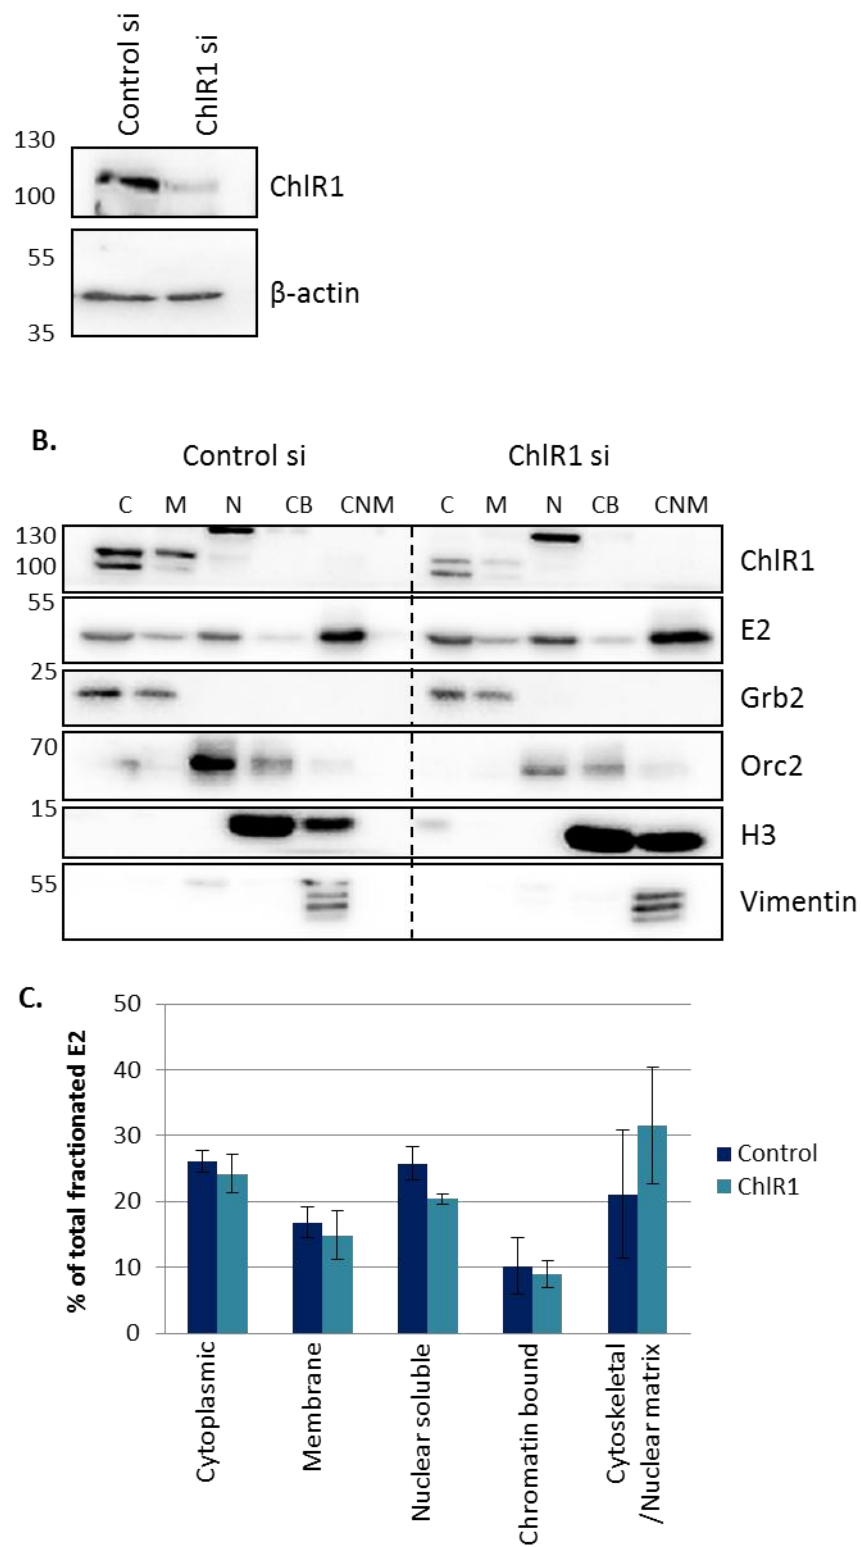 Control si
ChlR1 si
130
100
ChlR1
55
35
β-actin
B.
Control si
ChlR1 si
C M N CB CNM C M N CB CNM
130
100
ChlR1
55
E2
25
Grb2
70
Orc2
15
H3
55
Vimentin
C.
% of total fractionated E2
50
40
30
20
10
0
Control
ChlR1
Cytoplasmic
Membrane
Nuclear soluble
Chromatin bound
Cytoskeletal
/Nuclear matrix